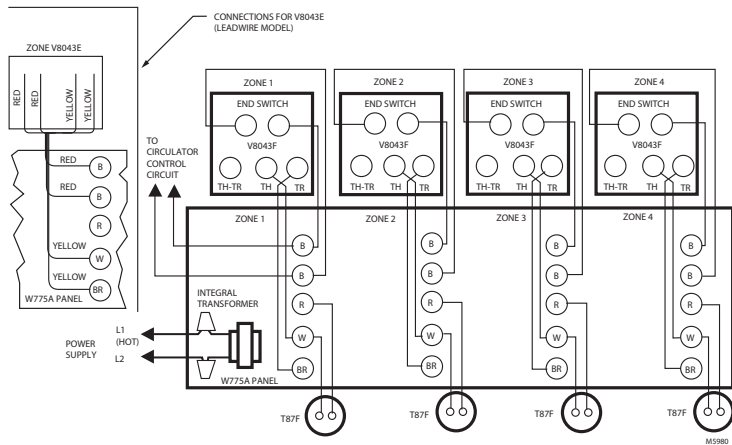 CONNECTIONS FOR V8043E
(LEADWIRE MODEL)
ZONE V8043E
RED
RED
YELLOW
YELLOW
RED
B
RED
B
R
YELLOW
W
YELLOW
BR
W775A PANEL
TO
CIRCULATOR
CONTROL
CIRCUIT
ZONE 1
END SWITCH
V8043F
TH-TR
TH
TR
ZONE 2
END SWITCH
V8043F
TH-TR
TH
TR
ZONE 3
END SWITCH
V8043F
TH-TR
TH
TR
ZONE 4
END SWITCH
V8043F
TH-TR
TH
TR
ZONE 1
B
B
R
W
BR
ZONE 2
B
B
R
W
BR
ZONE 3
B
B
R
W
BR
ZONE 4
B
B
R
W
BR
INTEGRAL
TRANSFORMER
POWER
SUPPLY
L1
(HOT)
L2
W775A PANEL
T87F
T87F
T87F
T87F
M5980